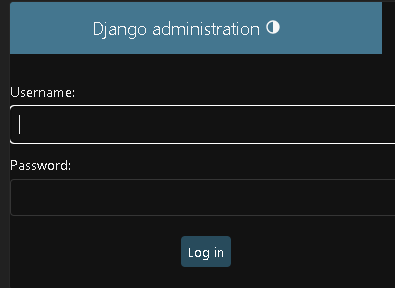 Django administration
Username:
Password:
Log in